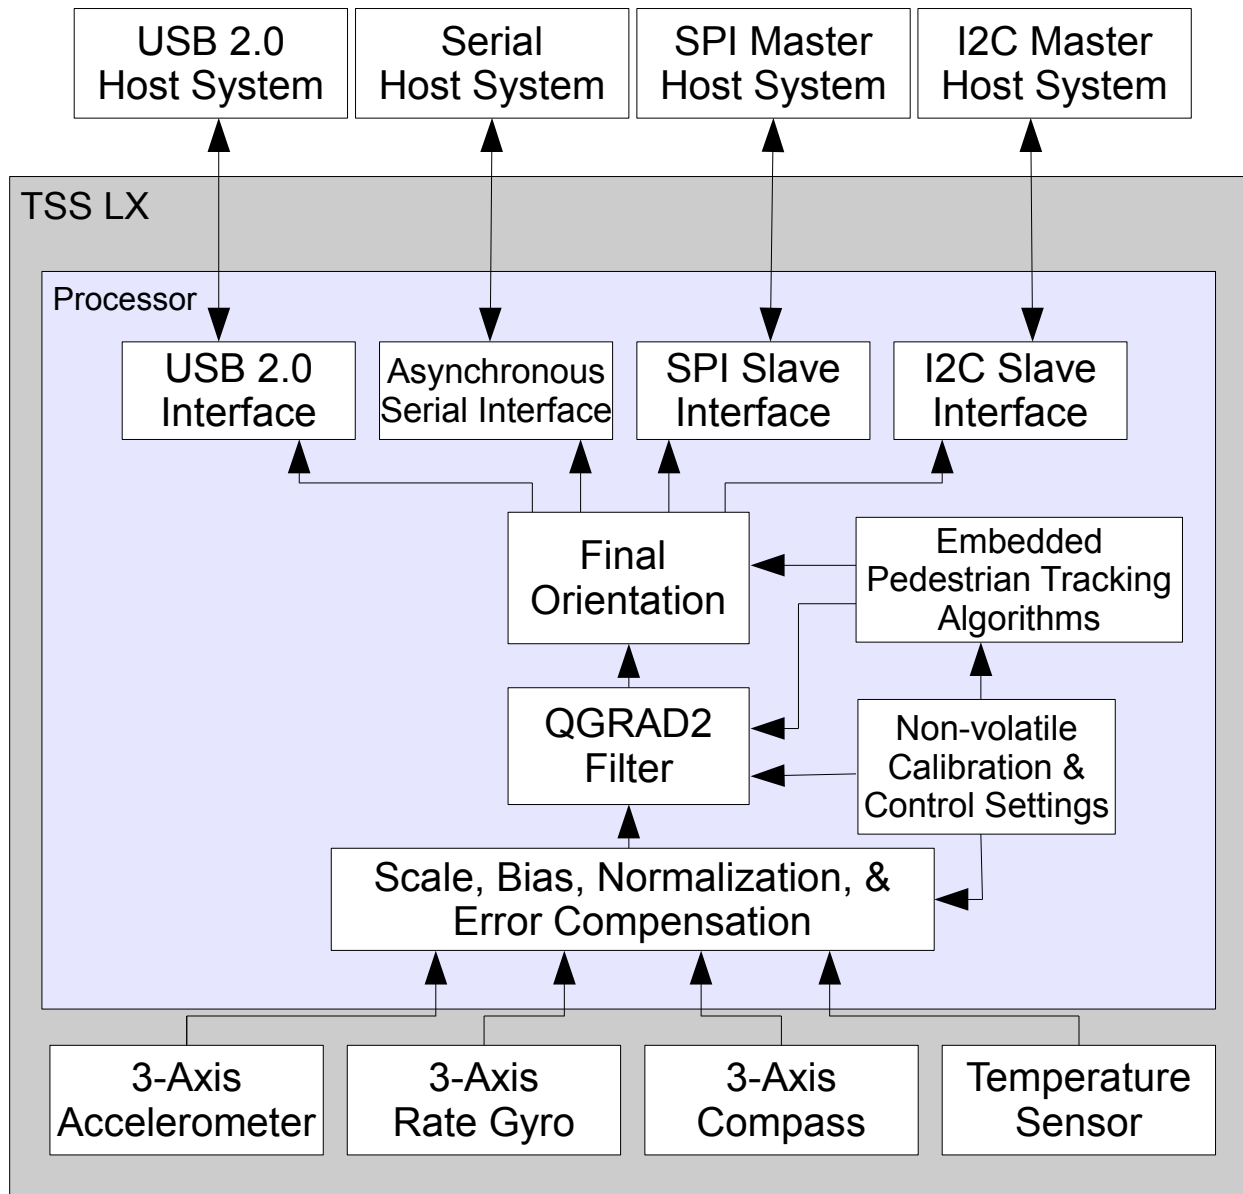 USB 2.0
Host System
Serial
Host System
SPI Master
Host System
I2C Master
Host System
TSS LX
Processor
USB 2.0
Interface
Asynchronous
Serial Interface
SPI Slave
Interface
I2C Slave
Interface
Final
Orientation
Embedded
Pedestrian Tracking
Algorithms
QGRAD2
Filter
Non-volatile
Calibration &
Control Settings
Scale, Bias, Normalization, &
Error Compensation
3-Axis
Accelerometer
3-Axis
Rate Gyro
3-Axis
Compass
Temperature
Sensor